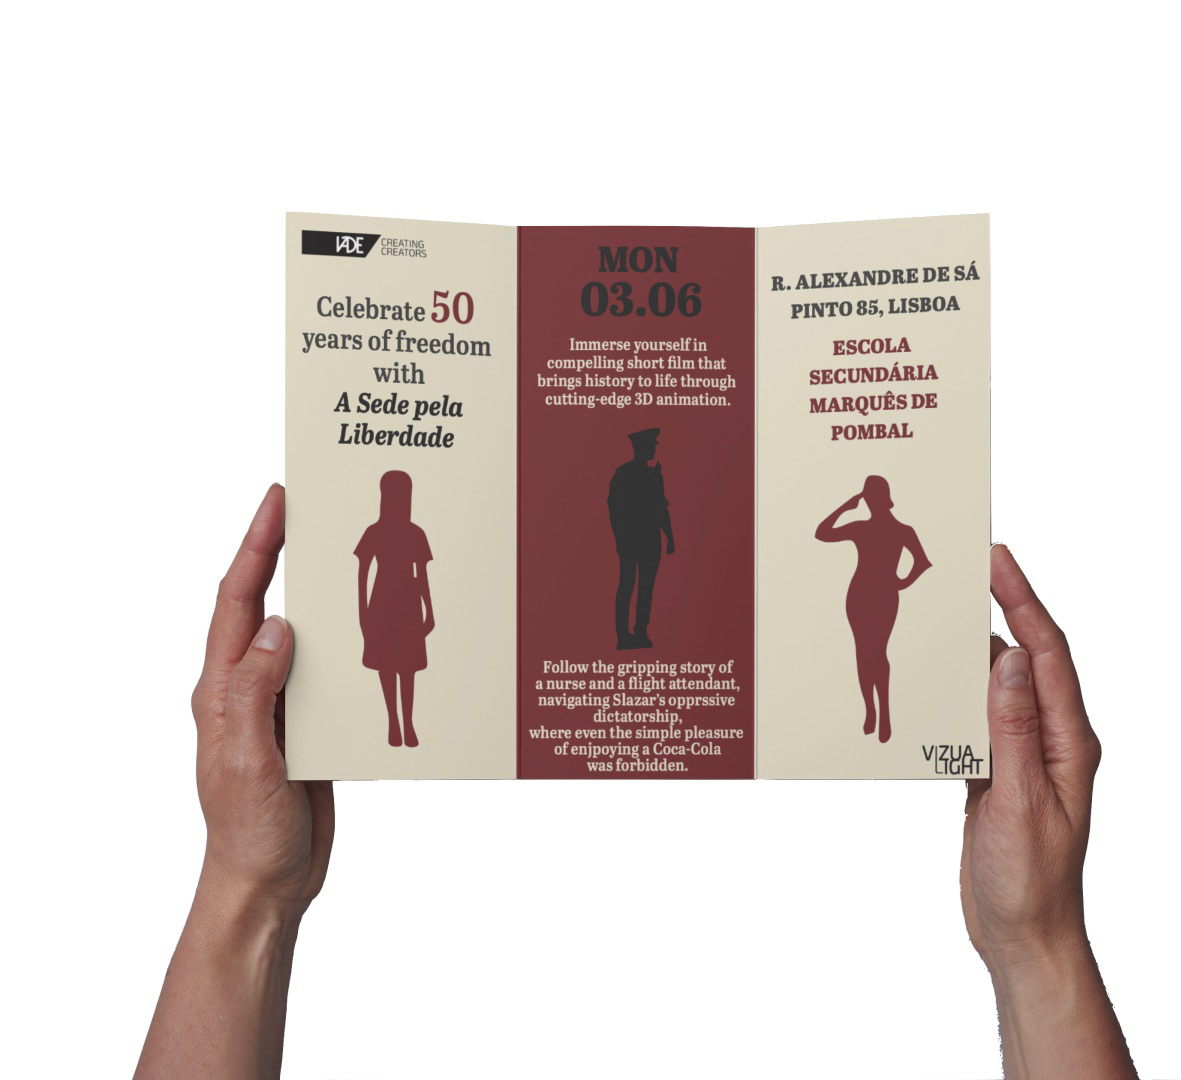 IADE CREATING
CREATORS
Celebrate 50
years of freedom
with
A Sede pela
Liberdade
MON
03.06
Immerse yourself in
compelling short film that
brings history to life through
cutting-edge 3D animation.
Follow the gripping story of
a nurse and a flight attendant,
navigating Slazar's opprssive
dictatorship,
where even the simple pleasure
of enjpoying a Coca-Cola
was forbidden.
R. ALEXANDRE DE SÁ
PINTO 85, LISBOA
ESCOLA
SECUNDÁRIA
MARQUÊS DE
POMBAL
VIZUA
LIGHT